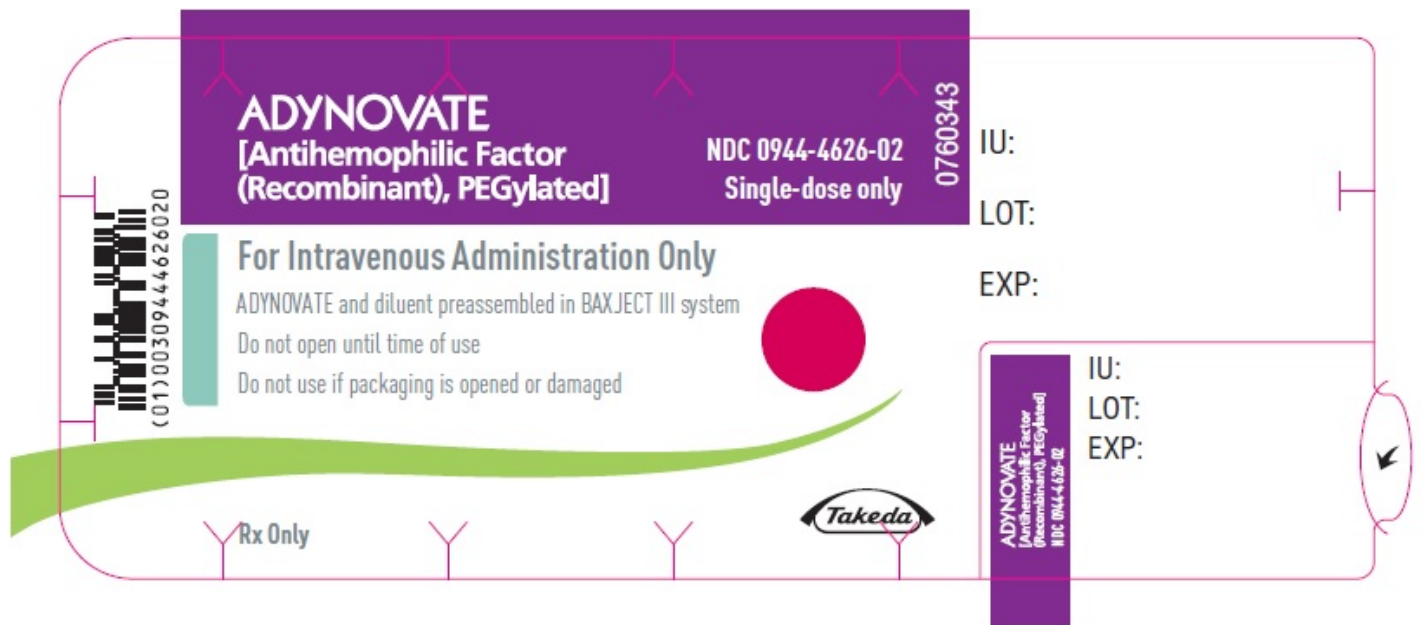 ADYNOVATE
[Antihemophilic Factor
(Recombinant), PEGylated]
NDC 0944-4626-02
Single-dose only
0760343
(01)00309444626020
For Intravenous Administration Only
ADYNOVATE and diluent preassembled in BAXJECT III system
Do not open until time of use
Do not use if packaging is opened or damaged
Rx Only
Takeda
IU:
LOT:
EXP:
ADYNOVATE
[Antihemophilic Factor
(Recombinant), PEGylated]
NDC 0944-4626-02
IU:
LOT:
EXP: